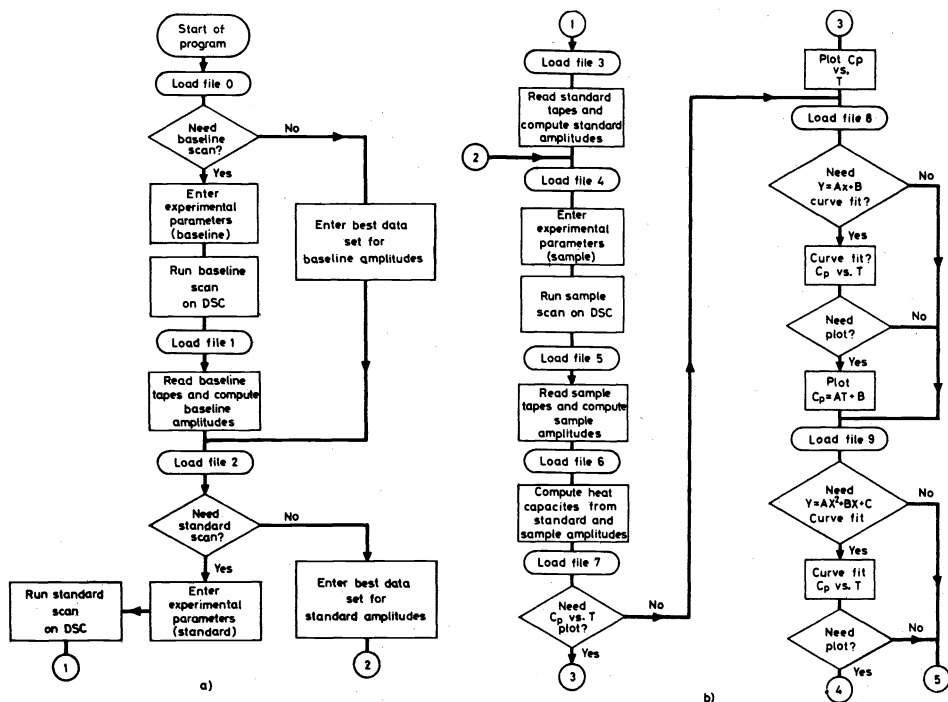 Start of
program
Load file 0
Need
baseline
scan?
No
Yes
Enter
experimental
parameters
(baseline)
Enter best data
set for
baseline amplitudes
Run baseline
scan
on DSC
Load file 1
Read baseline
tapes and compute
baseline
amplitudes
Load file 2
Need
standard
scan?
No
Yes
Run standard
scan
on DSC
Enter
experimental
parameters
(standard)
Enter best data
set for
standard amplitudes
1
2
a)
1
Load file 3
Read standard
tapes and
compute standard
amplitudes
2
Load file 4
Enter
experimental
parameters
(sample)
Run sample
scan on DSC
Load file 5
Read sample
tapes and compute
sample
amplitudes
Load file 6
Compute heat
capacites from
standard and
sample amplitudes
Load file 7
Need
Cp vs. T
plot?
No
Yes
3
3
Plot Cp
vs.
T
Load file 8
Need
Y=Ax+B
curve fit?
No
Yes
Curve fit?
Cp vs. T
Need
plot?
No
Yes
Plot
Cp=AT+B
Load file 9
Need
Y=AX²+BX+C
Curve fit
No
Yes
Curve fit
Cp vs. T
Need
plot?
No
Yes
4
5
b)